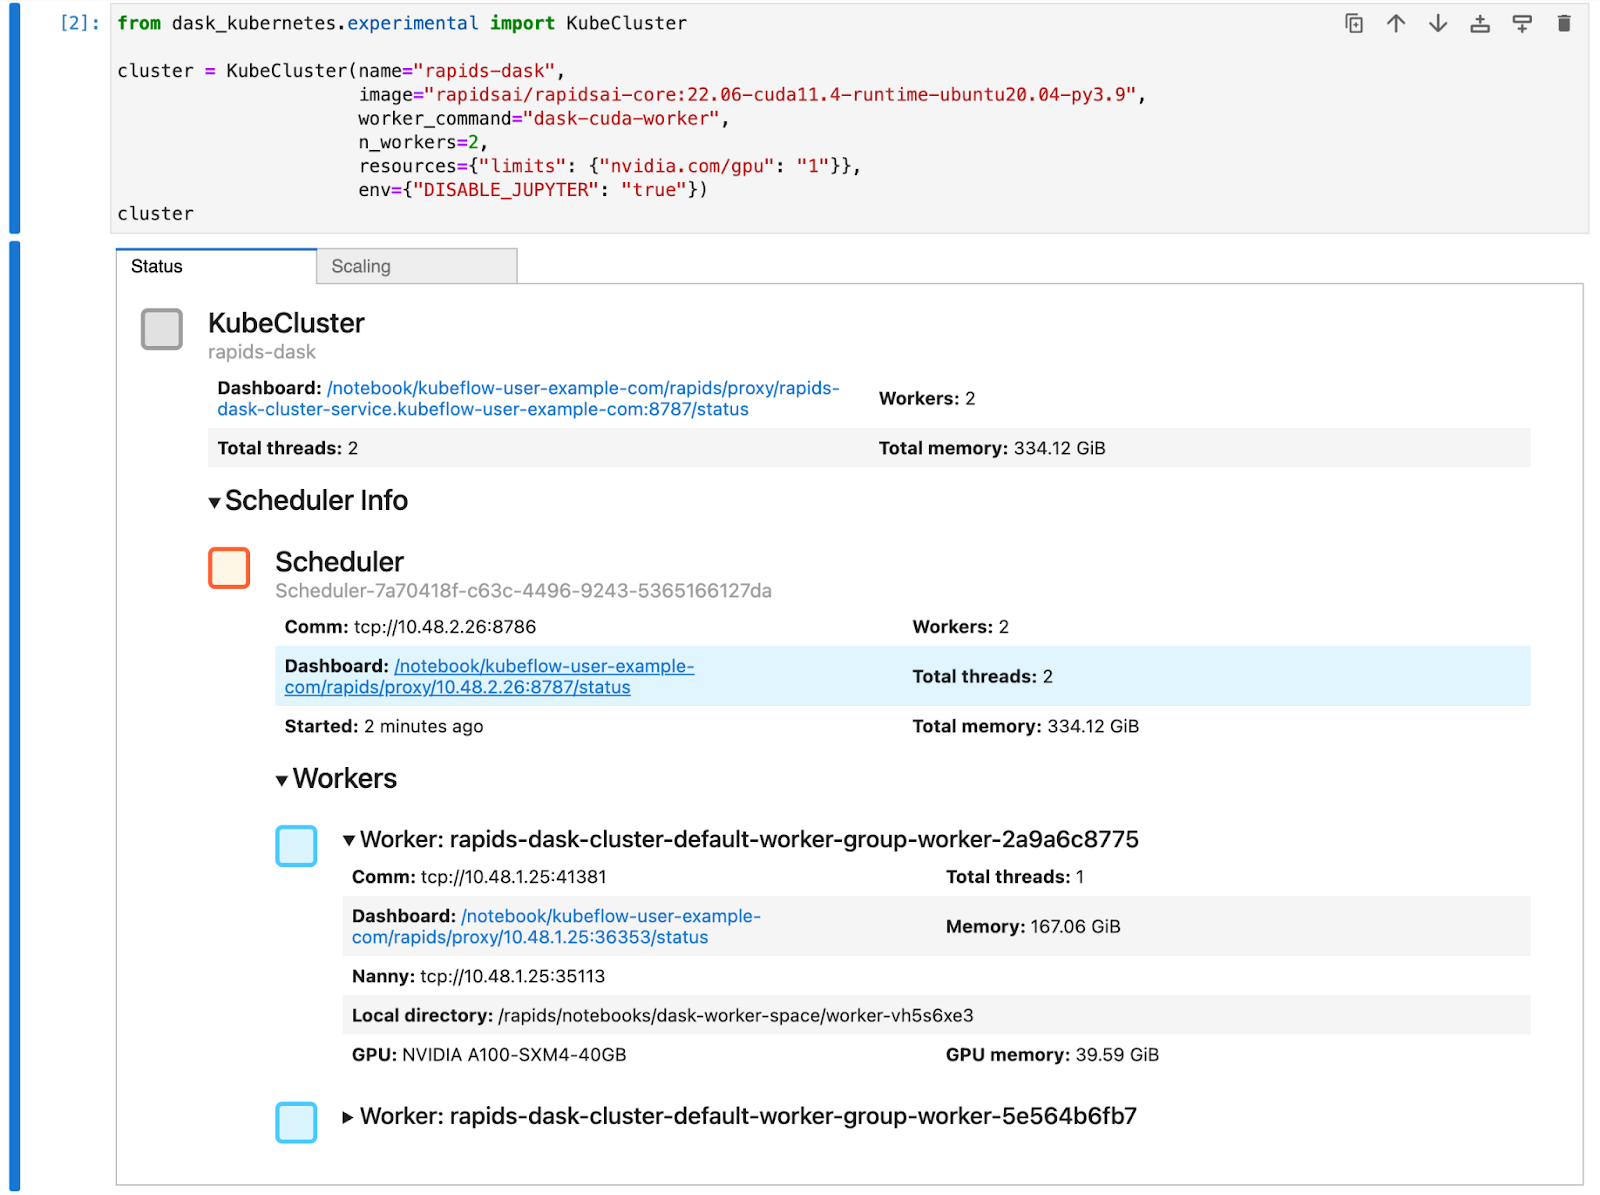 [2]: from dask_kubernetes.experimental import KubeCluster
cluster = KubeCluster(name="rapids-dask",
image="rapidsai/rapidsai-core:22.06-cuda11.4-runtime-ubuntu20.04-py3.9",
worker_command="dask-cuda-worker",
n_workers=2,
resources={"limits": {"nvidia.com/gpu": "1"}},
env={"DISABLE_JUPYTER": "true"})
cluster
Status Scaling
KubeCluster
rapids-dask
Dashboard: /notebook/kubeflow-user-example-com/rapids/proxy/rapids-
dask-cluster-service.kubeflow-user-example-com:8787/status
Workers: 2
Total threads: 2 Total memory: 334.12 GiB
▾Scheduler Info
Scheduler
Scheduler-7a70418f-c63c-4496-9243-5365166127da
Comm: tcp://10.48.2.26:8786 Workers: 2
Dashboard: /notebook/kubeflow-user-example-
com/rapids/proxy/10.48.2.26:8787/status
Total threads: 2
Started: 2 minutes ago Total memory: 334.12 GiB
▾Workers
▾Worker: rapids-dask-cluster-default-worker-group-worker-2a9a6c8775
Comm: tcp://10.48.1.25:41381 Total threads: 1
Dashboard: /notebook/kubeflow-user-example-
com/rapids/proxy/10.48.1.25:36353/status
Memory: 167.06 GiB
Nanny: tcp://10.48.1.25:35113
Local directory: /rapids/notebooks/dask-worker-space/worker-vh5s6xe3
GPU: NVIDIA A100-SXM4-40GB GPU memory: 39.59 GiB
▸Worker: rapids-dask-cluster-default-worker-group-worker-5e564b6fb7